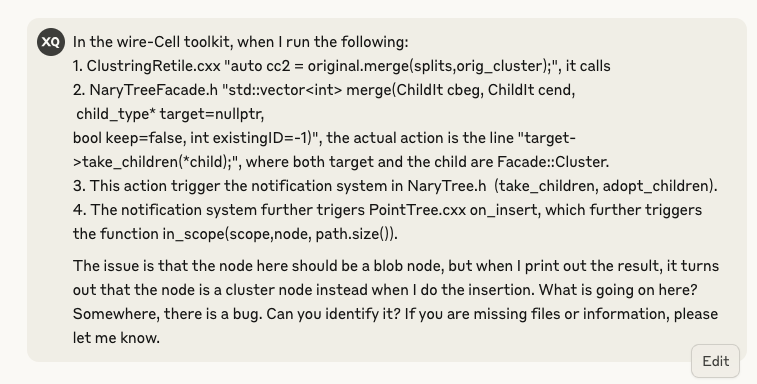 XQ
In the wire-Cell toolkit, when I run the following:
1. ClustringRetile.cxx "auto cc2 = original.merge(splits,orig_cluster);", it calls
2. NaryTreeFacade.h "std::vector<int> merge(ChildIt cbeg, ChildIt cend,
child_type* target=nullptr,
bool keep=false, int existingID=-1)", the actual action is the line "target-
>take_children(*child);", where both target and the child are Facade::Cluster.
3. This action trigger the notification system in NaryTree.h (take_children, adopt_children).
4. The notification system further trigers PointTree.cxx on_insert, which further triggers
the function in_scope(scope,node, path.size()).
The issue is that the node here should be a blob node, but when I print out the result, it turns
out that the node is a cluster node instead when I do the insertion. What is going on here?
Somewhere, there is a bug. Can you identify it? If you are missing files or information, please
let me know.
Edit